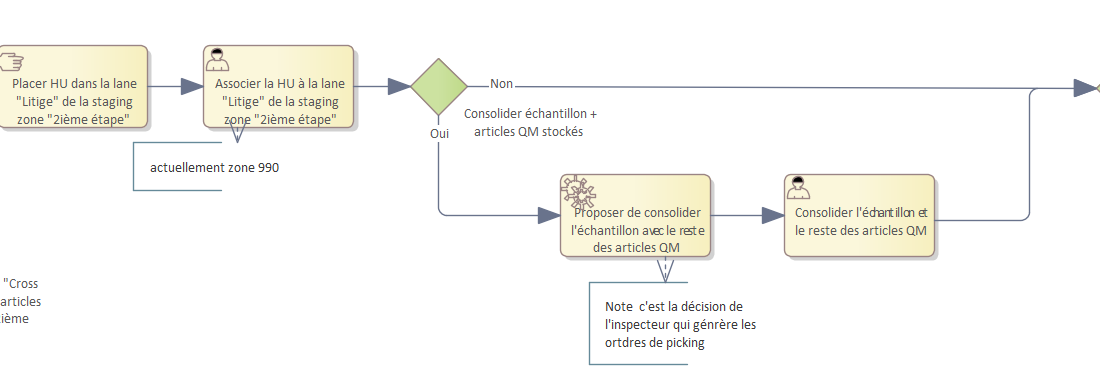 Placer HU dans la lane
"Litige" de la staging
zone "2ième étape"
Associer la HU à la lane
"Litige" de la staging
zone "2ième étape"
actuellement zone 990
Non
Consolider échantillon +
articles QM stockés
Oui
Proposer de consolider
l'échantillon avec le reste
des articles QM
Consolider l'échantillon et
le reste des articles QM
Note  c'est la décision de
l'inspecteur qui génrère les
ortdres de picking
"Cross
articles
ième